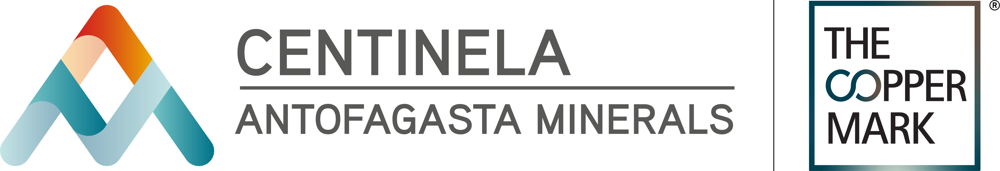 CENTINELA
ANTOFAGASTA MINERALS
THE
COPPER
MARK
®